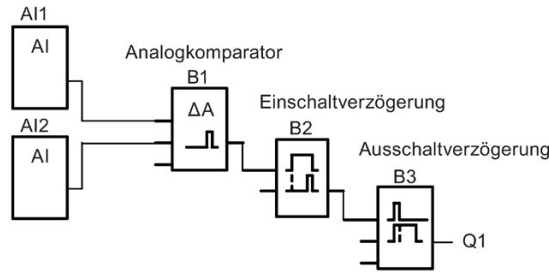 AI1
AI
Analogkomparator
B1
ΔA
AI2
AI
Einschaltverzögerung
B2
Ausschaltverzögerung
B3
Q1